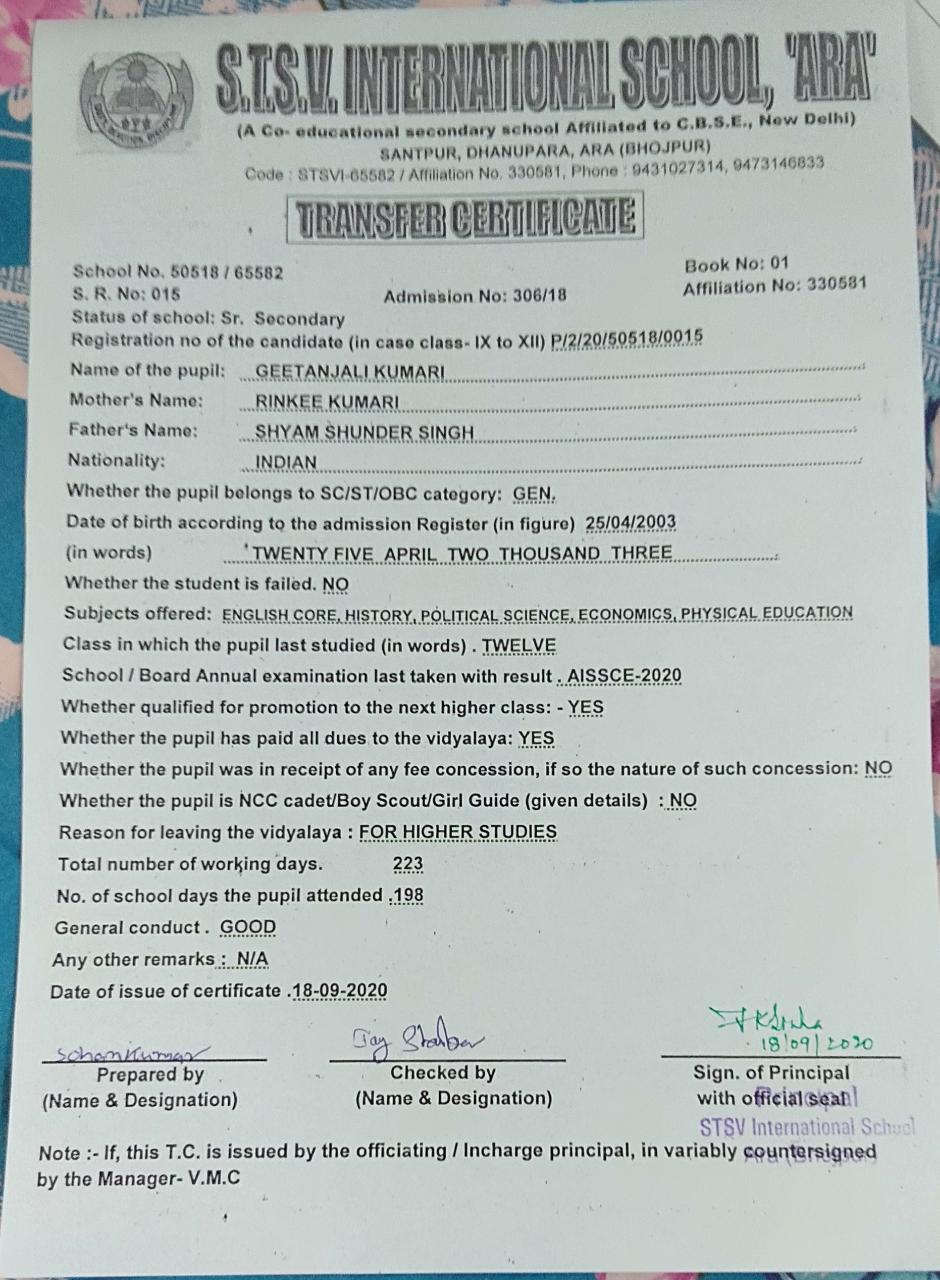 S.T.S.V. INTERNATIONAL SCHOOL, 'ARA'
(A Co- educational secondary school Affiliated to C.B.S.E., New Delhi)
SANTPUR, DHANUPARA, ARA (BHOJPUR)
Code : STSVI-65582 / Affiliation No. 330581, Phone : 9431027314, 9473146833
TRANSFER CERTIFICATE
School No. 50518 / 65582 Book No: 01
S. R. No: 015 Admission No: 306/18 Affiliation No: 330581
Status of school: Sr. Secondary
Registration no of the candidate (in case class- IX to XII) P/2/20/50518/0015
Name of the pupil: GEETANJALI KUMARI
Mother's Name: RINKEE KUMARI
Father's Name: SHYAM SHUNDER SINGH
Nationality: INDIAN
Whether the pupil belongs to SC/ST/OBC category: GEN.
Date of birth according to the admission Register (in figure) 25/04/2003
(in words) TWENTY FIVE APRIL TWO THOUSAND THREE
Whether the student is failed. NO
Subjects offered: ENGLISH CORE, HISTORY, POLITICAL SCIENCE, ECONOMICS, PHYSICAL EDUCATION
Class in which the pupil last studied (in words) . TWELVE
School / Board Annual examination last taken with result . AISSCE-2020
Whether qualified for promotion to the next higher class: - YES
Whether the pupil has paid all dues to the vidyalaya: YES
Whether the pupil was in receipt of any fee concession, if so the nature of such concession: NO
Whether the pupil is NCC cadet/Boy Scout/Girl Guide (given details) : NO
Reason for leaving the vidyalaya : FOR HIGHER STUDIES
Total number of working days. 223
No. of school days the pupil attended .198
General conduct . GOOD
Any other remarks : N/A
Date of issue of certificate .18-09-2020
18/09/2020
Prepared by Checked by Sign. of Principal
(Name & Designation) (Name & Designation) with official seal
Principal
STSV International School
Note :- If, this T.C. is issued by the officiating / Incharge principal, in variably countersigned
by the Manager- V.M.C